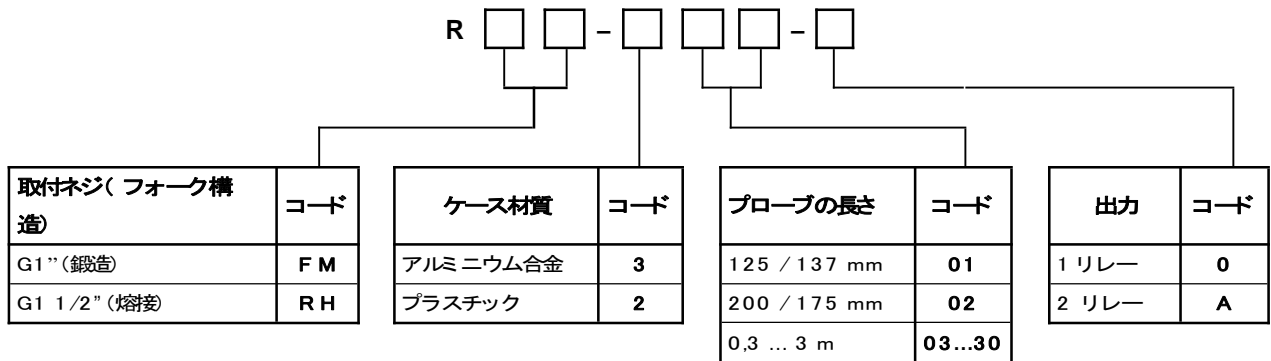 R □ □ – □ □ □ – □
取付ネジ( フォーク構
造)
コード
G1”(鍛造)
FM
G1 1/2”(熔接)
RH
ケース材質
コード
アルミニウム合金
3
プラスチック
2
プローブの長さ
コード
125 / 137 mm
01
200 / 175 mm
02
0,3 ... 3 m
03...30
出力
コード
1 リレー
0
2 リレー
A